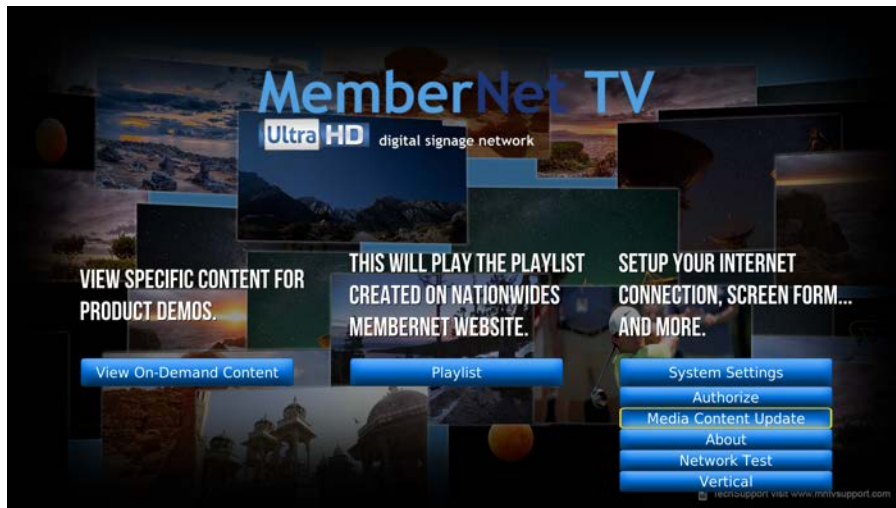 MemberNet TV
Ultra HD digital signage network
VIEW SPECIFIC CONTENT FOR
PRODUCT DEMOS.
THIS WILL PLAY THE PLAYLIST
CREATED ON NATIONWIDES
MEMBERNET WEBSITE.
SETUP YOUR INTERNET
CONNECTION, SCREEN FORM...
AND MORE.
View On-Demand Content
Playlist
System Settings
Authorize
Media Content Update
About
Network Test
Vertical
TechSupport visit www.mntvsupport.com